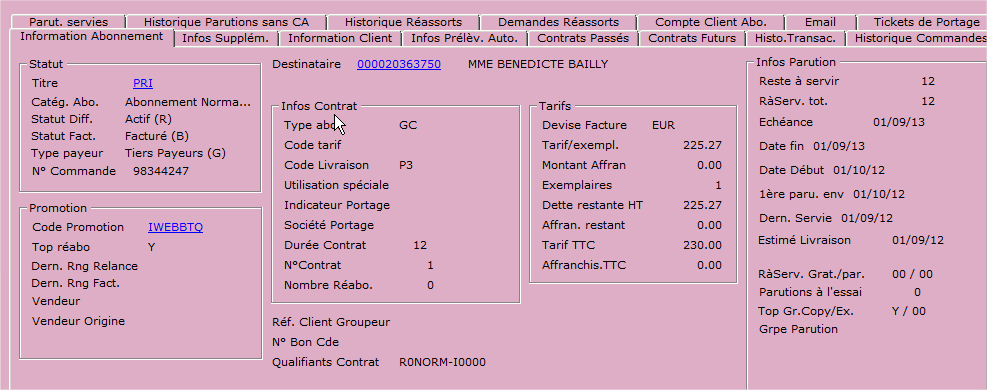 Parut. servies Historique Parutions sans CA Historique Réassorts Demandes Réassorts Compte Client Abo. Email Tickets de Portage
Information Abonnement Infos Supplém. Information Client Infos Prélèv. Auto. Contrats Passés Contrats Futurs Histo.Transac. Historique Commandes
Statut
Titre PRI
Catég. Abo. Abonnement Norma...
Statut Diff. Actif (R)
Statut Fact. Facturé (B)
Type payeur Tiers Payeurs (G)
N° Commande 98344247
Promotion
Code Promotion IWEBBTQ
Top réabo Y
Dern. Rng Relance
Dern. Rng Fact.
Vendeur
Vendeur Origine
Destinataire 000020363750 MME BENEDICTE BAILLY
Infos Contrat
Type abo GC
Code tarif
Code Livraison P3
Utilisation spéciale
Indicateur Portage
Société Portage
Durée Contrat 12
N°Contrat 1
Nombre Réabo. 0
Tarifs
Devise Facture EUR
Tarif/exempl. 225.27
Montant Affran 0.00
Exemplaires 1
Dette restante HT 225.27
Affran. restant 0.00
Tarif TTC 230.00
Affranchis.TTC 0.00
Réf. Client Groupeur
N° Bon Cde
Qualifiants Contrat R0NORM-I0000
Infos Parution
Reste à servir 12
RàServ. tot. 12
Echéance 01/09/13
Date fin 01/09/13
Date Début 01/10/12
1ère paru. env 01/10/12
Dern. Servie 01/09/12
Estimé Livraison 01/09/12
RàServ. Grat./par. 00 / 00
Parutions à l'essai 0
Top Gr.Copy/Ex. Y / 00
Grpe Parution